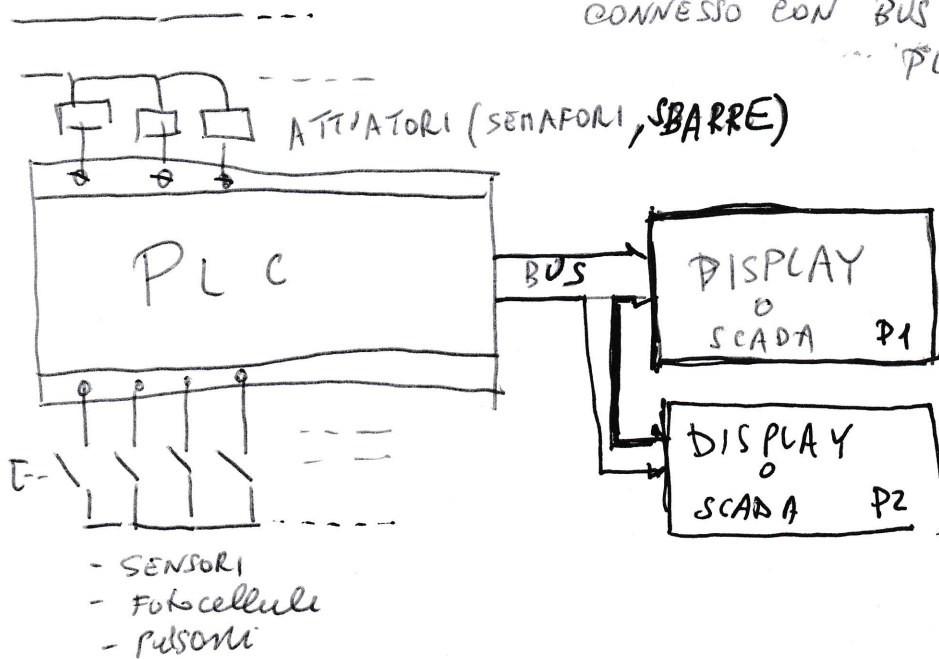 CONNESSO CON BUS
PL
ATTUATORI (SEMAFORI, SBARRE)
PLC
BUS
DISPLAY
O
SCADA P1
DISPLAY
O
SCADA P2
- SENSORI
- Fotocellule
- Pulsanti